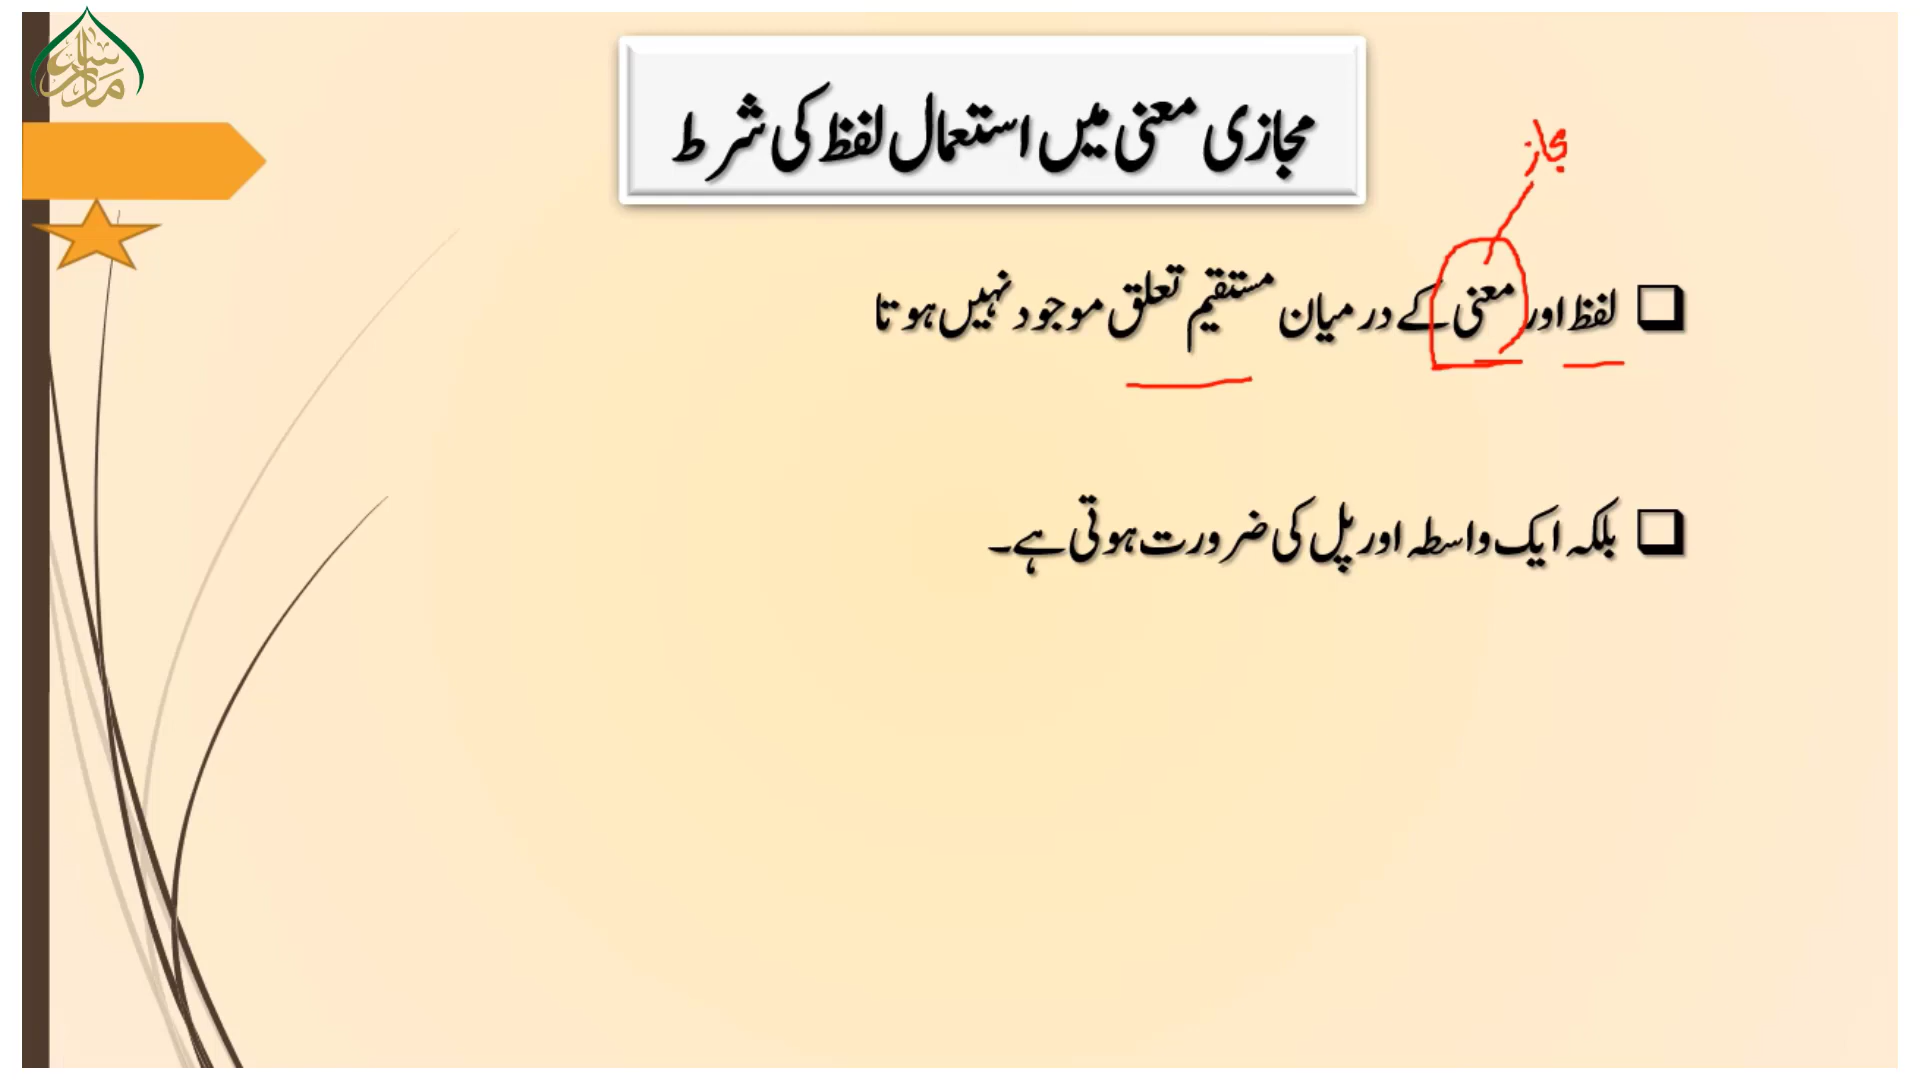 مجازی معنی میں استعمال لفظ کی شرط
مجاز
لفظ اور معنی کے درمیان مستقیم تعلق موجود نہیں ہوتا
بلکہ ایک واسطہ اور پل کی ضرورت ہوتی ہے۔